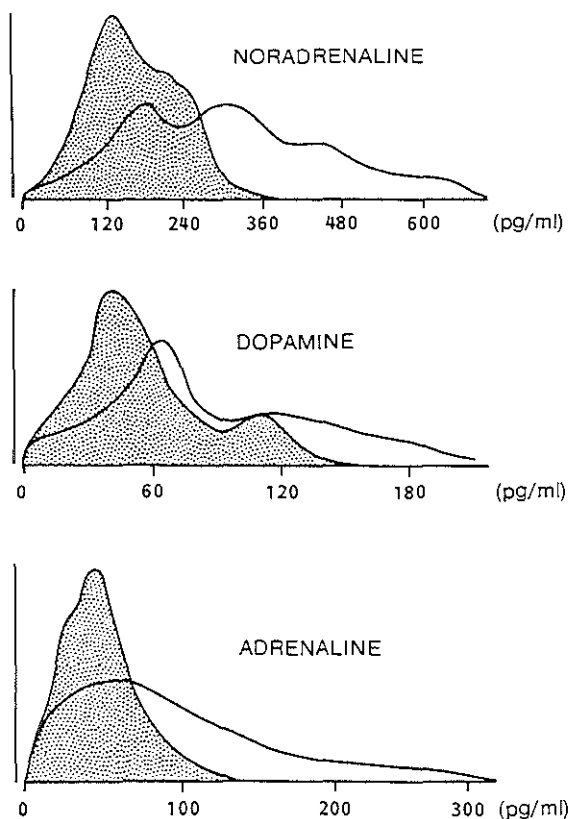 NORADRENALINE
0 120 240 360 480 600 (pg/ml)
DOPAMINE
0 60 120 180 (pg/ml)
ADRENALINE
0 100 200 300 (pg/ml)